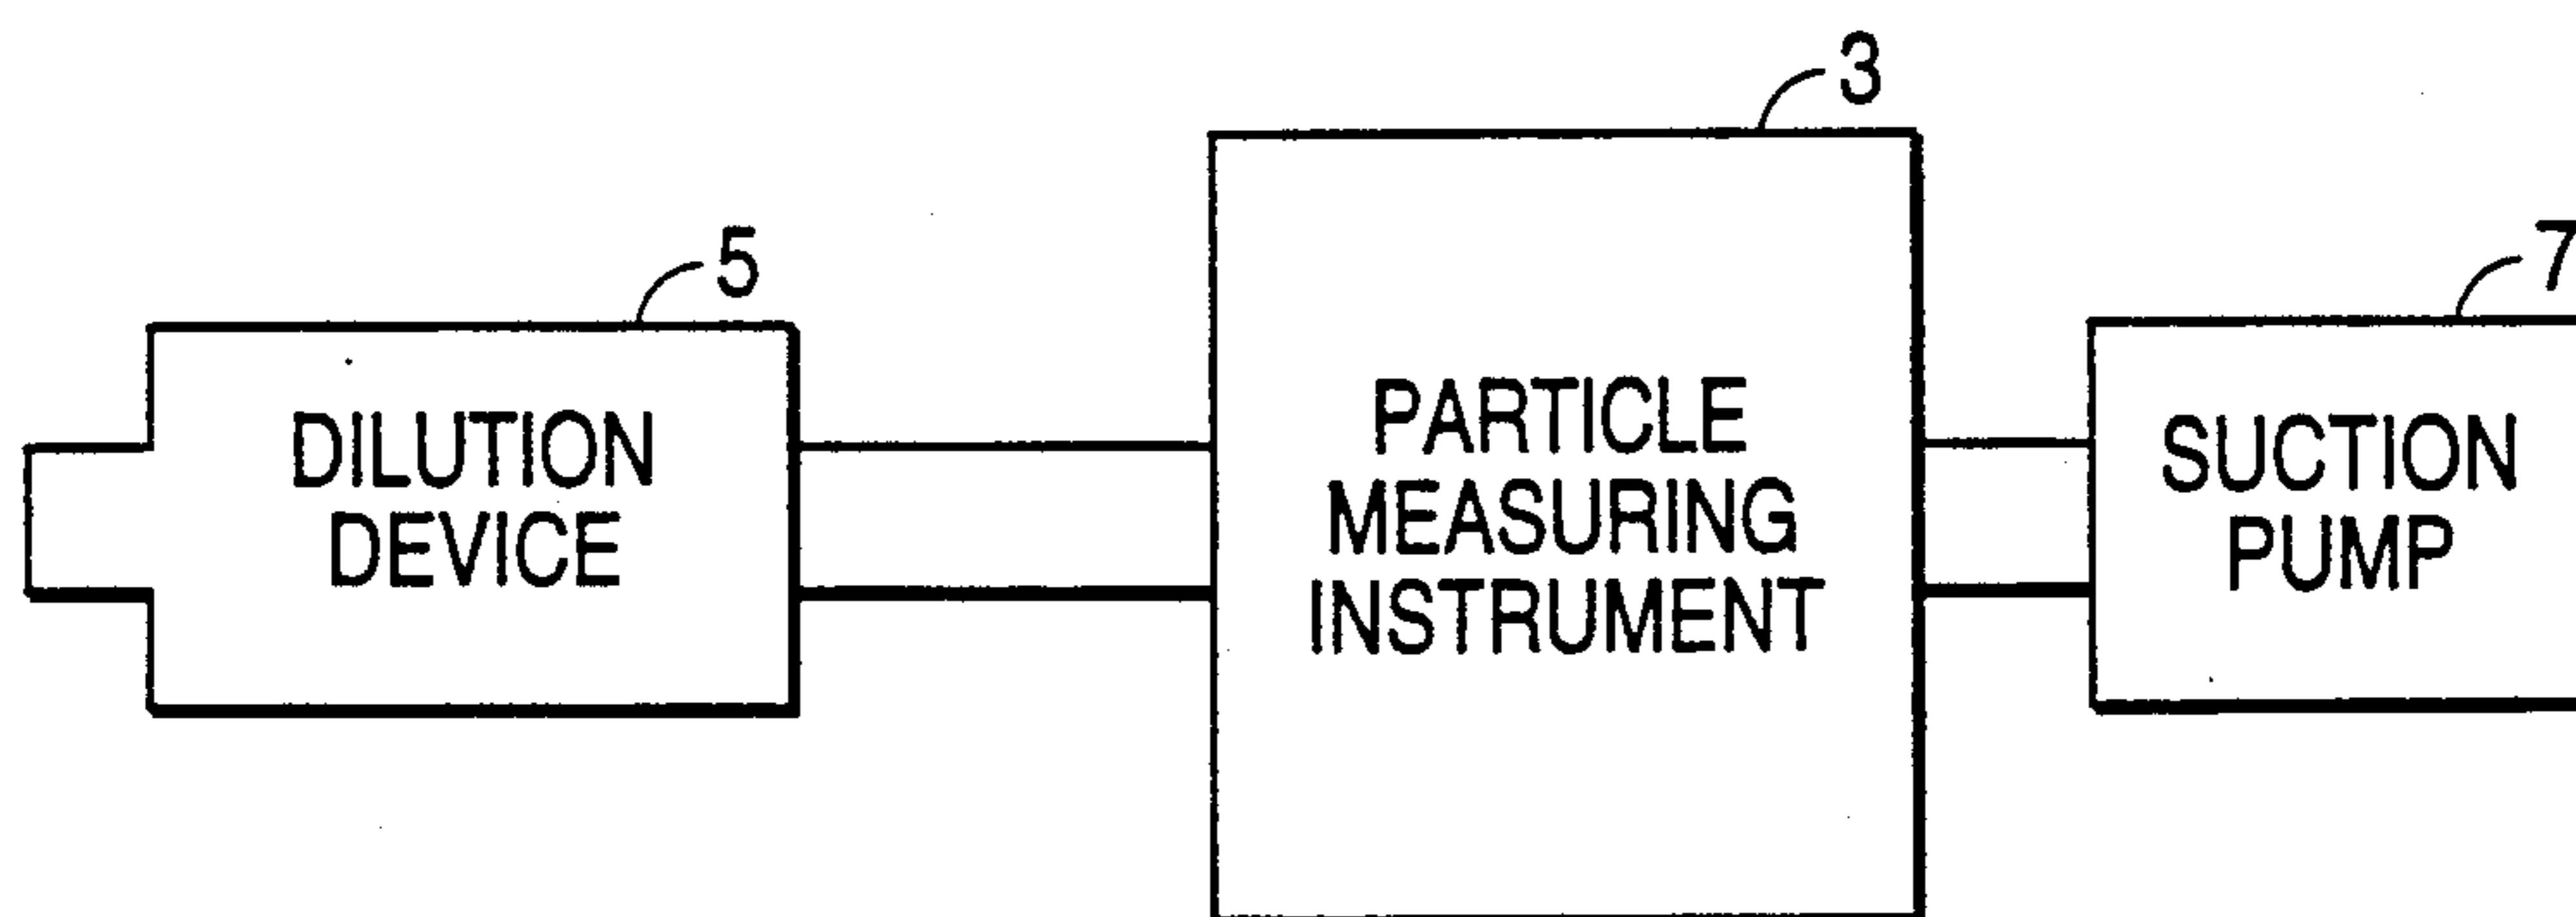 3
5
7
DILUTION
DEVICE
PARTICLE
MEASURING
INSTRUMENT
SUCTION
PUMP